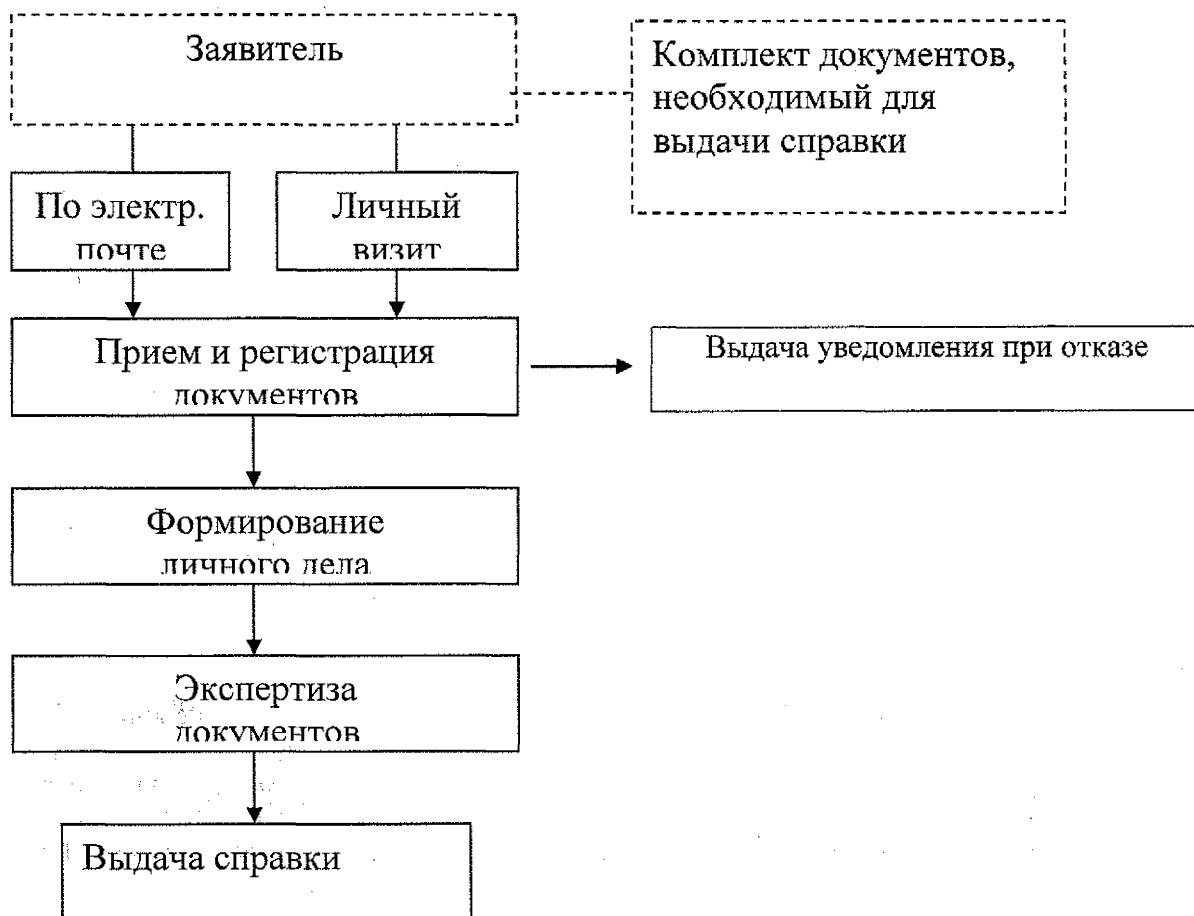 Заявитель
Комплект документов,
необходимый для
выдачи справки
По электр.
почте
Личный
визит
Прием и регистрация
документов
Выдача уведомления при отказе
Формирование
личного дела
Экспертиза
документов
Выдача справки